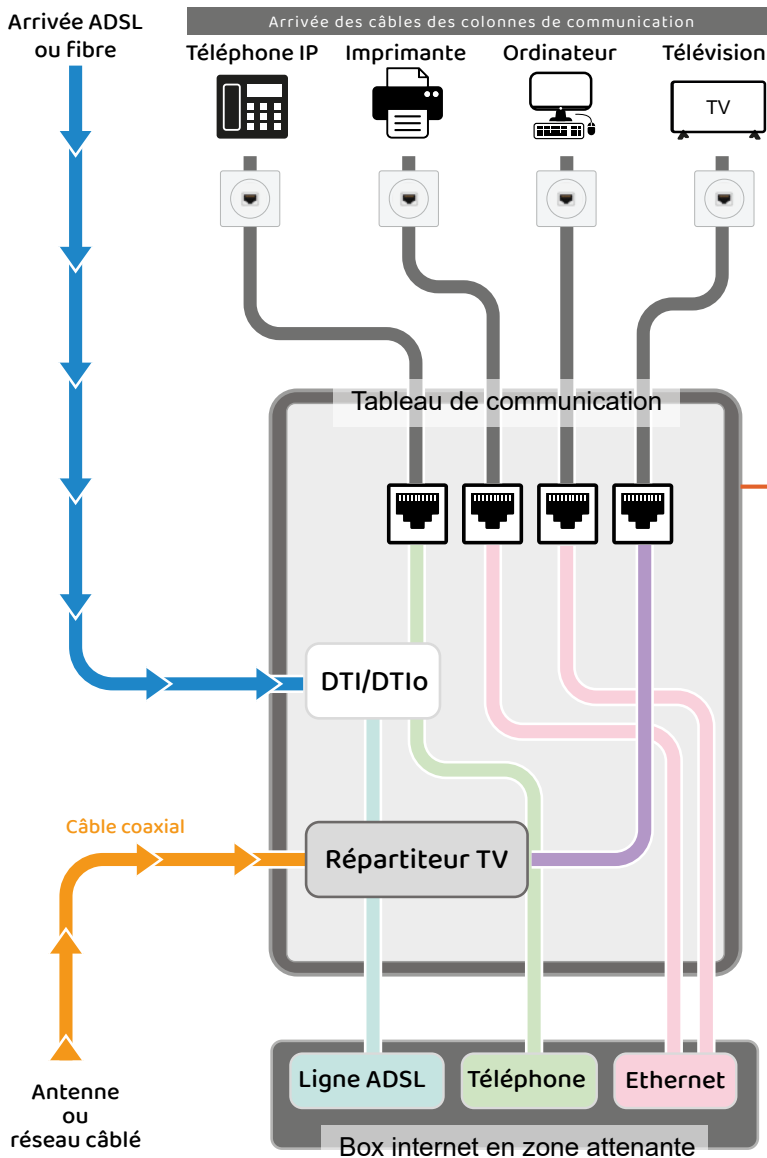 Arrivée ADSL
ou fibre
Arrivée des câbles des colonnes de communication
Téléphone IP
Imprimante
Ordinateur
Télévision
TV
Tableau de communication
DTI/DTIo
Câble coaxial
Répartiteur TV
Antenne
ou
réseau câblé
Ligne ADSL
Téléphone
Ethernet
Box internet en zone attenante